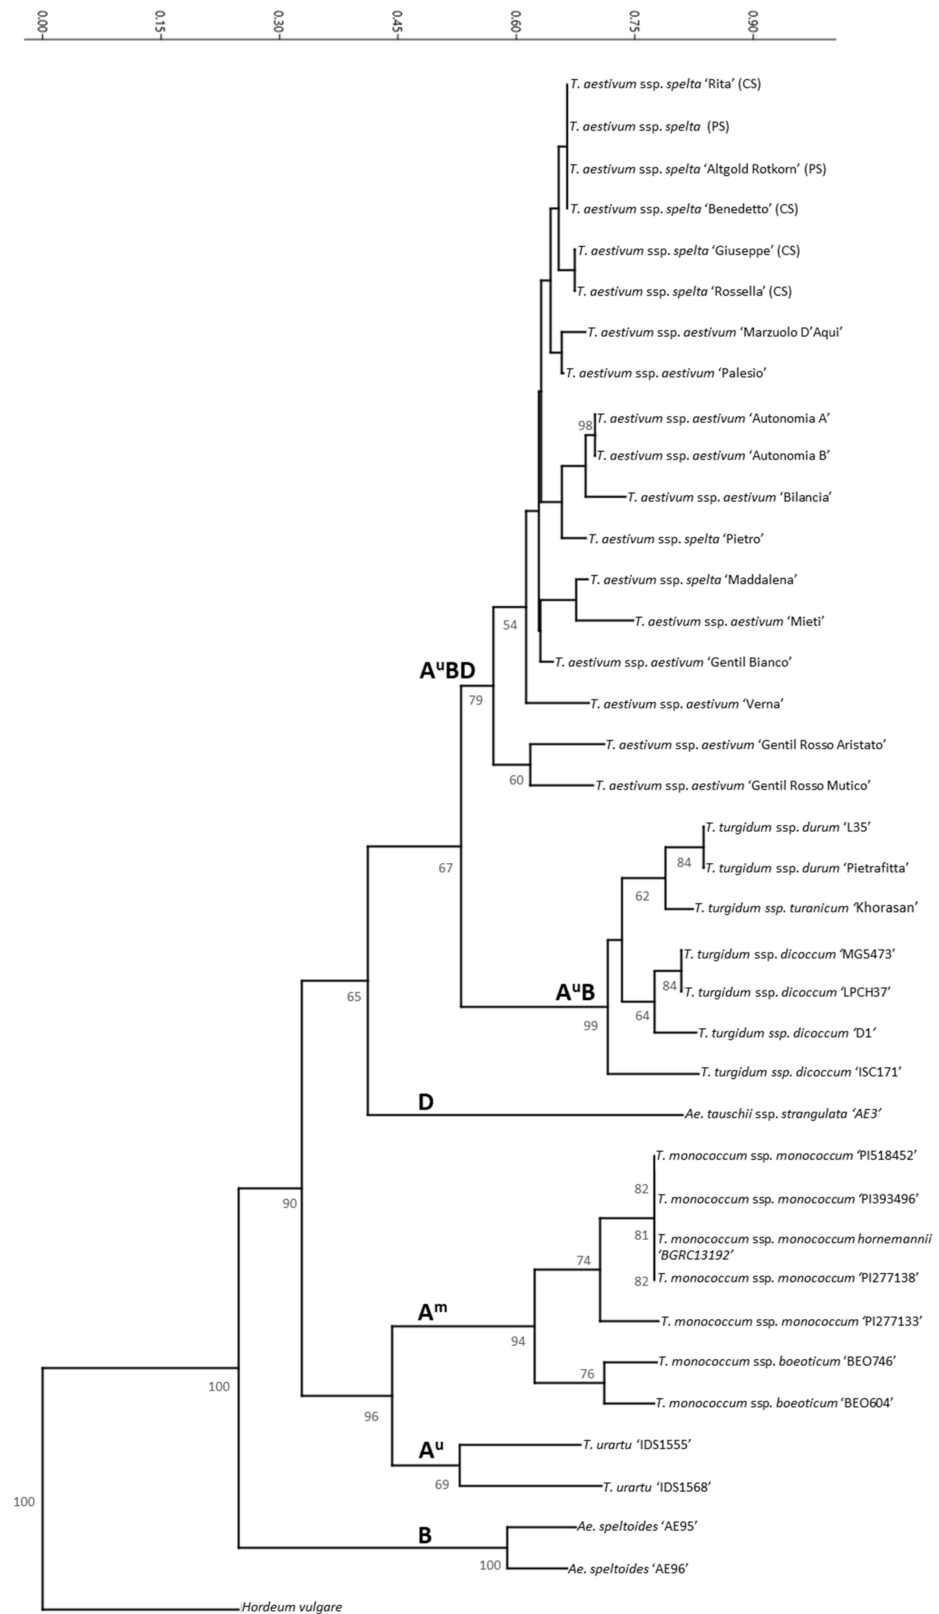 0.00 0.15 0.30 0.45 0.60 0.75 0.90
T. aestivum ssp. spelta ‘Rita’ (CS)
T. aestivum ssp. spelta (PS)
T. aestivum ssp. spelta ‘Altgold Rotkorn’ (PS)
T. aestivum ssp. spelta ‘Benedetto’ (CS)
T. aestivum ssp. spelta ‘Giuseppe’ (CS)
T. aestivum ssp. spelta ‘Rossella’ (CS)
T. aestivum ssp. aestivum ‘Marzuolo D’Aqui’
T. aestivum ssp. aestivum ‘Palesio’
T. aestivum ssp. aestivum ‘Autonomia A’
98
T. aestivum ssp. aestivum ‘Autonomia B’
T. aestivum ssp. aestivum ‘Bilancia’
T. aestivum ssp. spelta ‘Pietro’
T. aestivum ssp. spelta ‘Maddalena’
T. aestivum ssp. aestivum ‘Mieti’
54
T. aestivum ssp. aestivum ‘Gentil Bianco’
AᵘBD
79
T. aestivum ssp. aestivum ‘Verna’
T. aestivum ssp. aestivum ‘Gentil Rosso Aristato’
60
T. aestivum ssp. aestivum ‘Gentil Rosso Mutico’
T. turgidum ssp. durum ‘L35’
84
67
T. turgidum ssp. durum ‘Pietrafitta’
62
T. turgidum ssp. turanicum ‘Khorasan’
T. turgidum ssp. dicoccum ‘MG5473’
84
T. turgidum ssp. dicoccum ‘LPCH37’
AᵘB
65
64
99
T. turgidum ssp. dicoccum ‘D1’
T. turgidum ssp. dicoccum ‘ISC171’
D
Ae. tauschii ssp. strangulata ‘AE3’
T. monococcum ssp. monococcum ‘PI518452’
82
T. monococcum ssp. monococcum ‘PI393496’
90
81
T. monococcum ssp. monococcum hornemannii
‘BGRC13192’
74
82
T. monococcum ssp. monococcum ‘PI277138’
Aᵐ
T. monococcum ssp. monococcum ‘PI277133’
94
T. monococcum ssp. boeoticum ‘BEO746’
76
100
T. monococcum ssp. boeoticum ‘BEO604’
96
Aᵘ
T. urartu ‘IDS1555’
69
T. urartu ‘IDS1568’
100
Ae. speltoides ‘AE95’
B
100
Ae. speltoides ‘AE96’
Hordeum vulgare